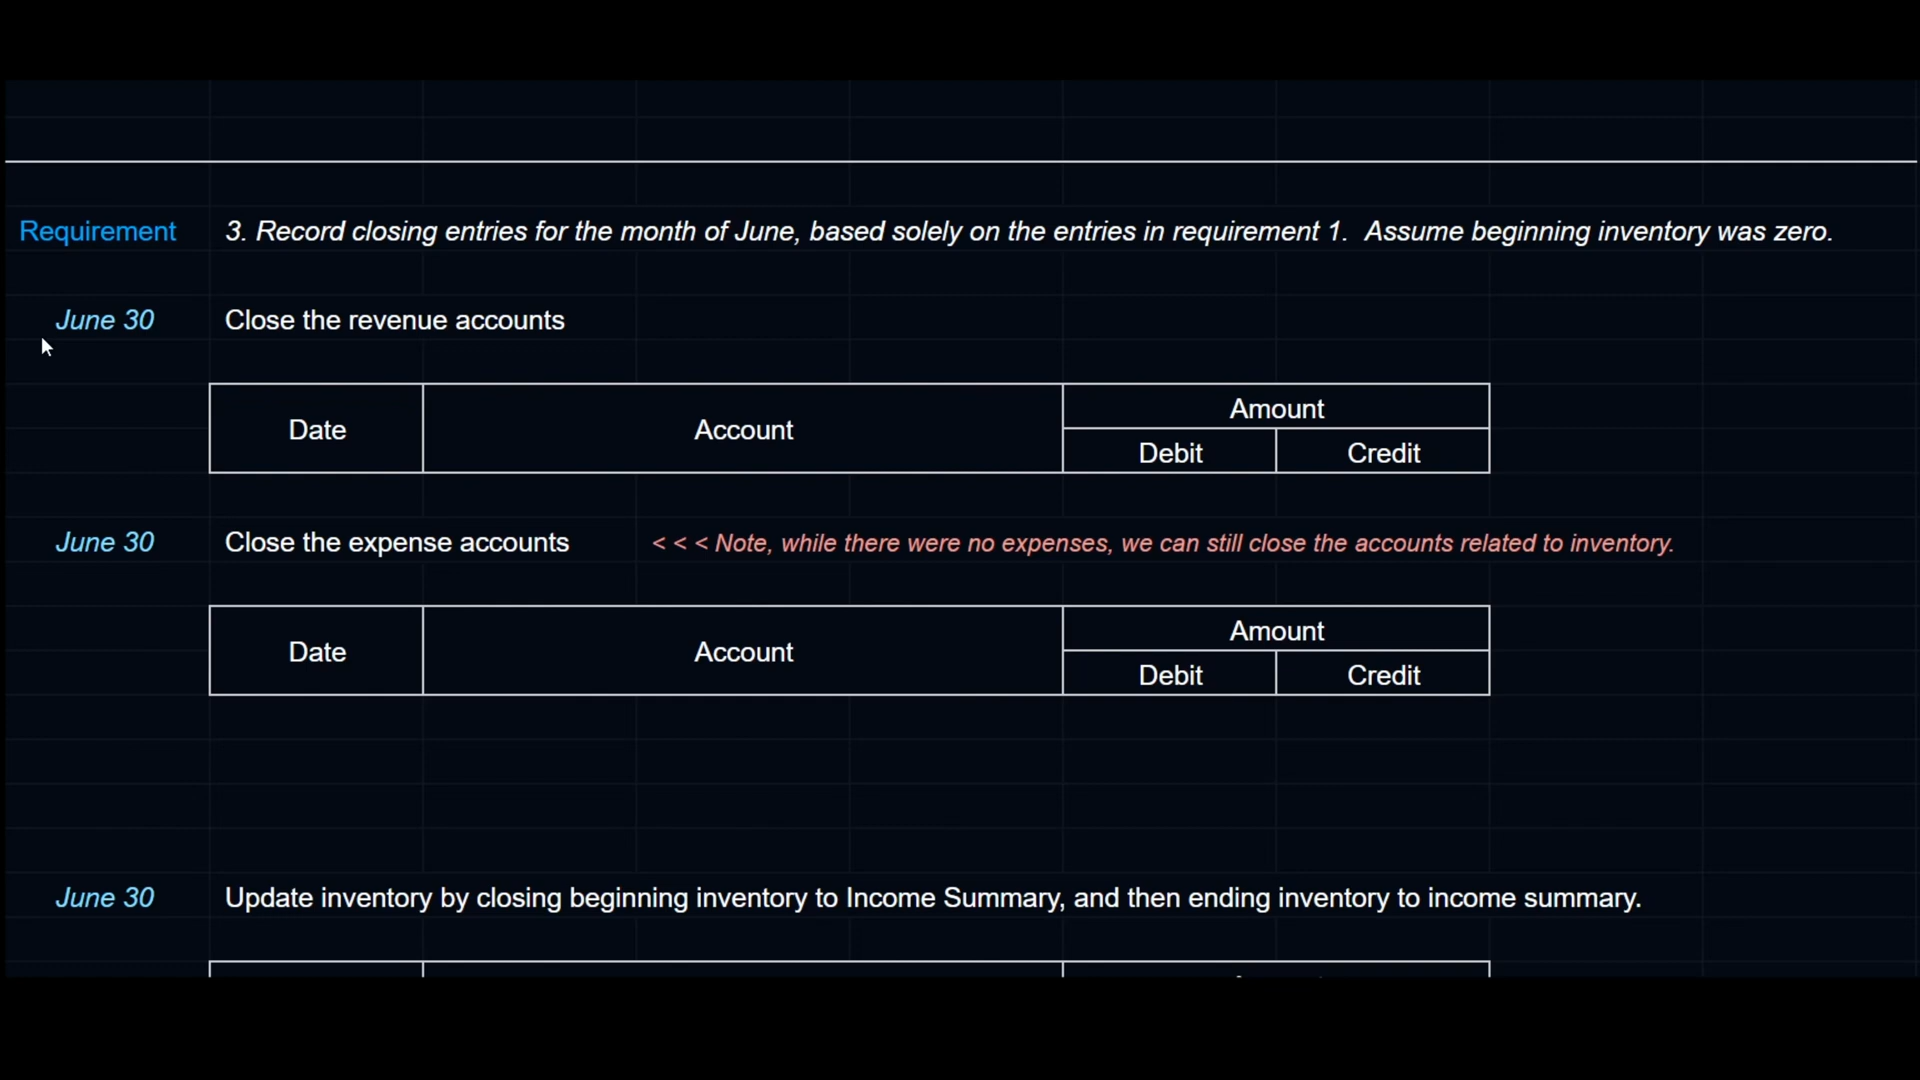 Requirement 3. Record closing entries for the month of June, based solely on the entries in requirement 1. Assume beginning inventory was zero.
June 30 Close the revenue accounts
Date Account Amount
Debit Credit
June 30 Close the expense accounts < < < Note, while there were no expenses, we can still close the accounts related to inventory.
Date Account Amount
Debit Credit
June 30 Update inventory by closing beginning inventory to Income Summary, and then ending inventory to income summary.